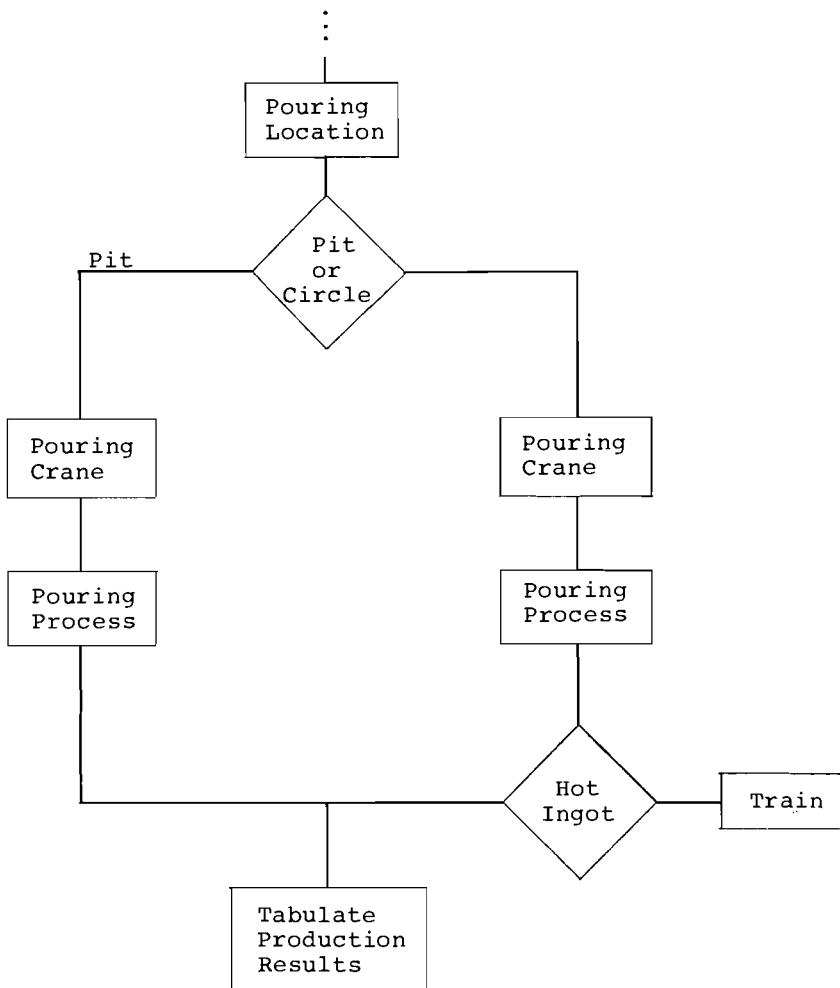 Pouring
Location
Pit
or
Circle
Pit
Pouring
Crane
Pouring
Crane
Pouring
Process
Pouring
Process
Hot
Ingot
Train
Tabulate
Production
Results